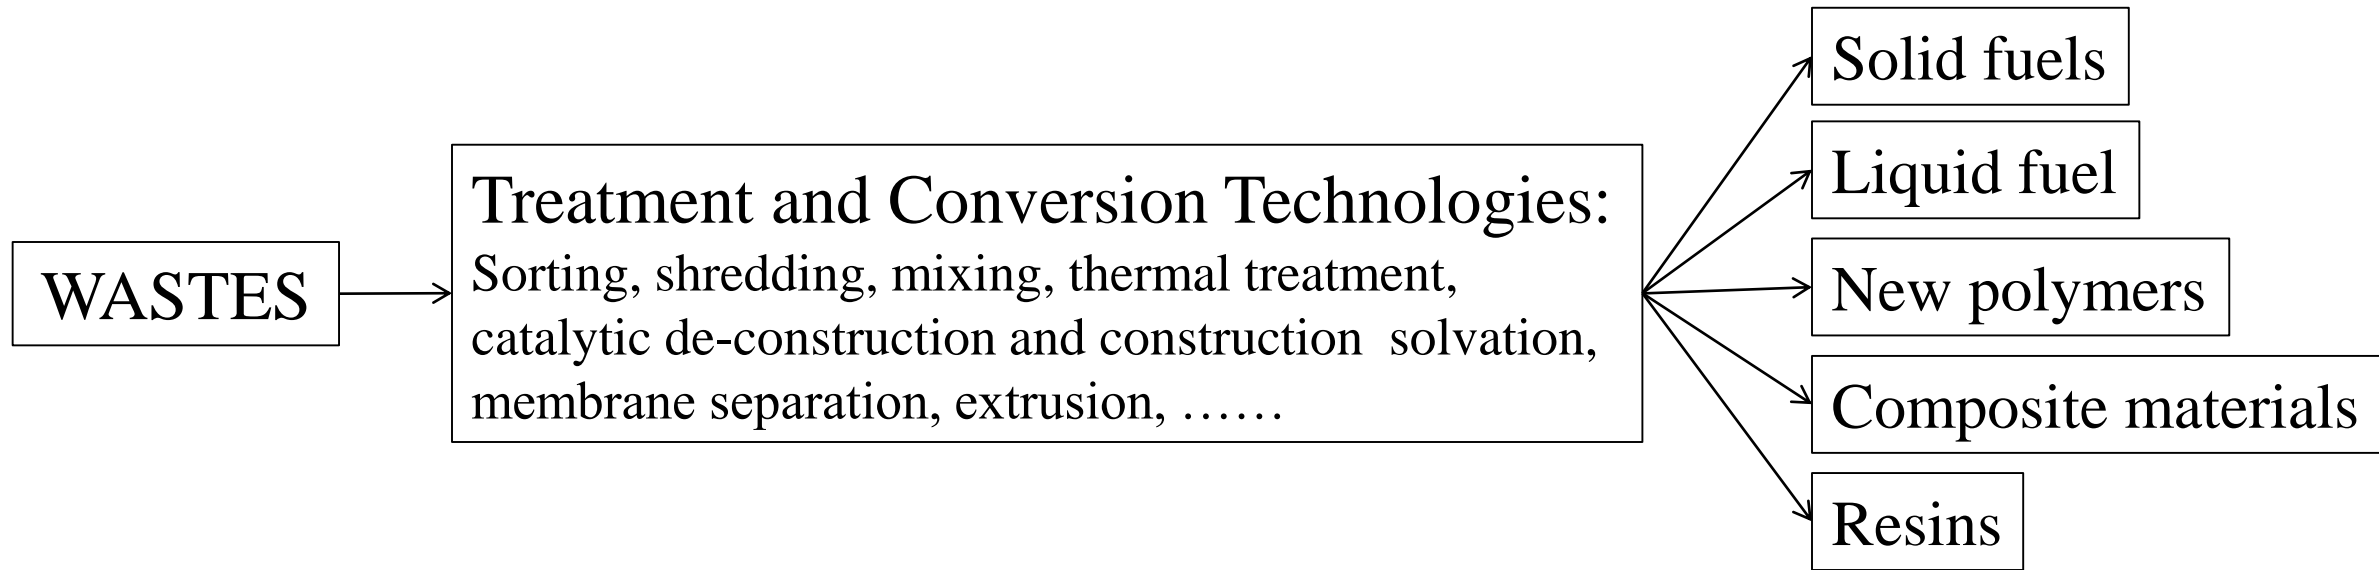 WASTES
Treatment and Conversion Technologies:
Sorting, shredding, mixing, thermal treatment,
catalytic de-construction and construction  solvation,
membrane separation, extrusion, ……
Solid fuels
Liquid fuel
New polymers
Composite materials
Resins